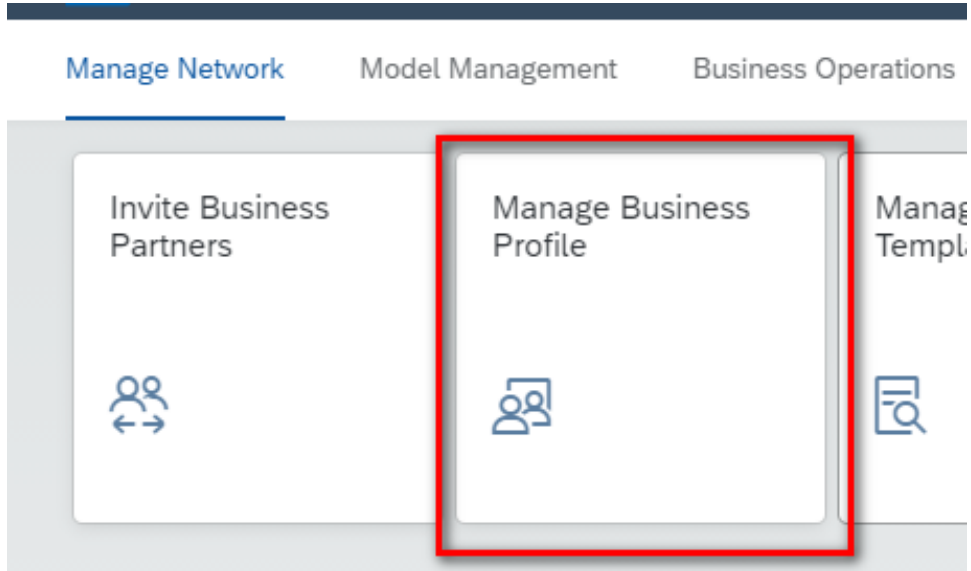 Manage Network
Model Management
Business Operations
Invite Business
Partners
Manage Business
Profile